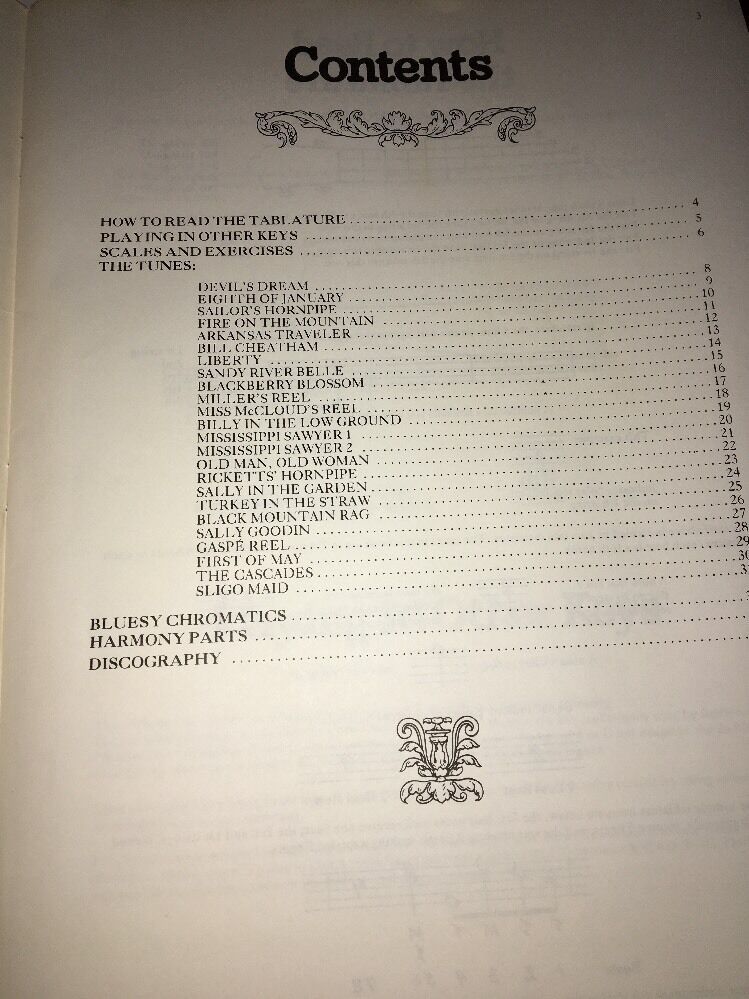 3
Contents
HOW TO READ THE TABLATURE 4
PLAYING IN OTHER KEYS 5
SCALES AND EXERCISES 6
THE TUNES:
DEVIL'S DREAM 8
EIGHTH OF JANUARY 9
SAILOR'S HORNPIPE 10
FIRE ON THE MOUNTAIN 11
ARKANSAS TRAVELER 12
BILL CHEATHAM 13
LIBERTY 14
SANDY RIVER BELLE 15
BLACKBERRY BLOSSOM 16
MILLER'S REEL 17
MISS McCLOUD'S REEL 18
BILLY IN THE LOW GROUND 19
MISSISSIPPI SAWYER 1 20
MISSISSIPPI SAWYER 2 21
OLD MAN, OLD WOMAN 22
RICKETTS' HORNPIPE 23
SALLY IN THE GARDEN 24
TURKEY IN THE STRAW 25
BLACK MOUNTAIN RAG 26
SALLY GOODIN 27
GASPÉ REEL 28
FIRST OF MAY 29
THE CASCADES 30
SLIGO MAID
BLUESY CHROMATICS
HARMONY PARTS
DISCOGRAPHY